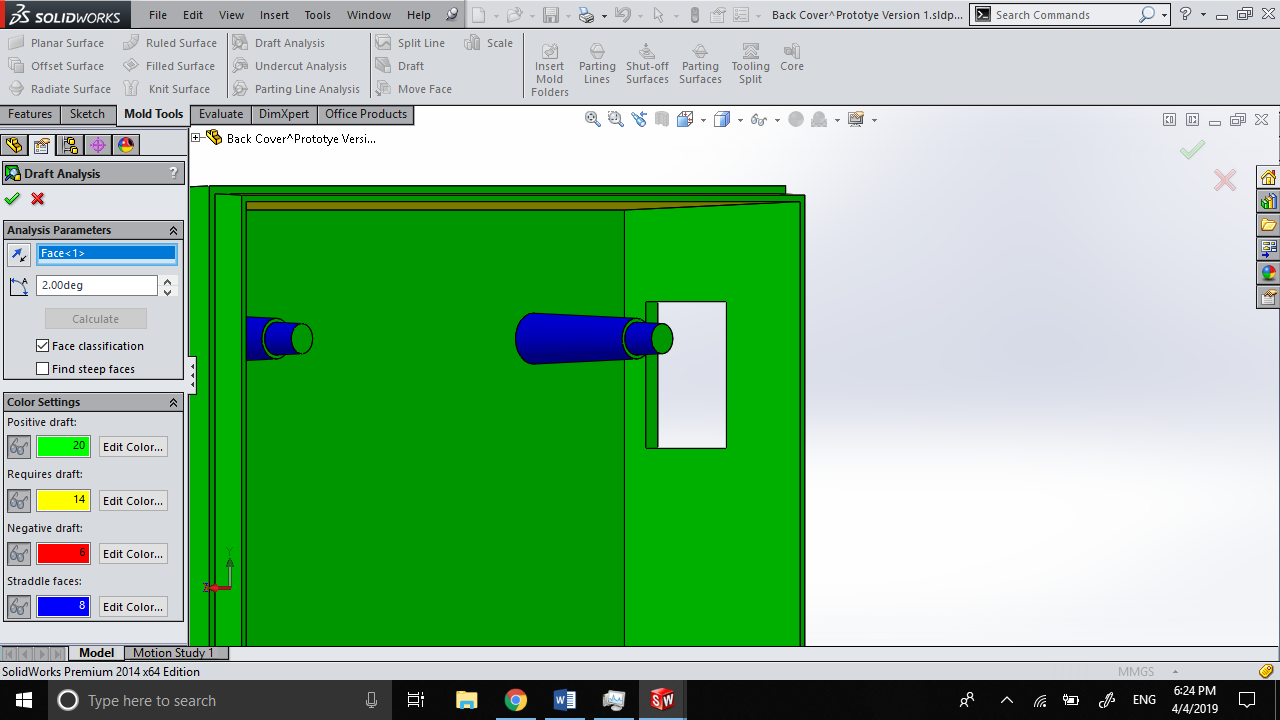 SOLIDWORKS File Edit View Insert Tools Window Help Back Cover^Prototye Version 1.sldp... Search Commands
Planar Surface Ruled Surface Draft Analysis Split Line Scale
Offset Surface Filled Surface Undercut Analysis Draft
Radiate Surface Knit Surface Parting Line Analysis Move Face
Insert Mold Folders
Parting Lines
Shut-off Surfaces
Parting Surfaces
Tooling Split
Core
Features Sketch Mold Tools Evaluate DimXpert Office Products
Back Cover^Prototye Versi...
Draft Analysis ?
Analysis Parameters
Face<1>
2.00deg
Calculate
Face classification
Find steep faces
Color Settings
Positive draft:
20 Edit Color...
Requires draft:
14 Edit Color...
Negative draft:
6 Edit Color...
Straddle faces:
8 Edit Color...
Y
Model Motion Study 1
SolidWorks Premium 2014 x64 Edition MMGS
Type here to search ENG 6:24 PM
4/4/2019